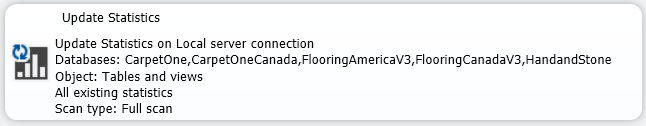 Update Statistics
Update Statistics on Local server connection
Databases: CarpetOne,CarpetOneCanada,FlooringAmericaV3,FlooringCanadaV3,HandandStone
Object: Tables and views
All existing statistics
Scan type: Full scan